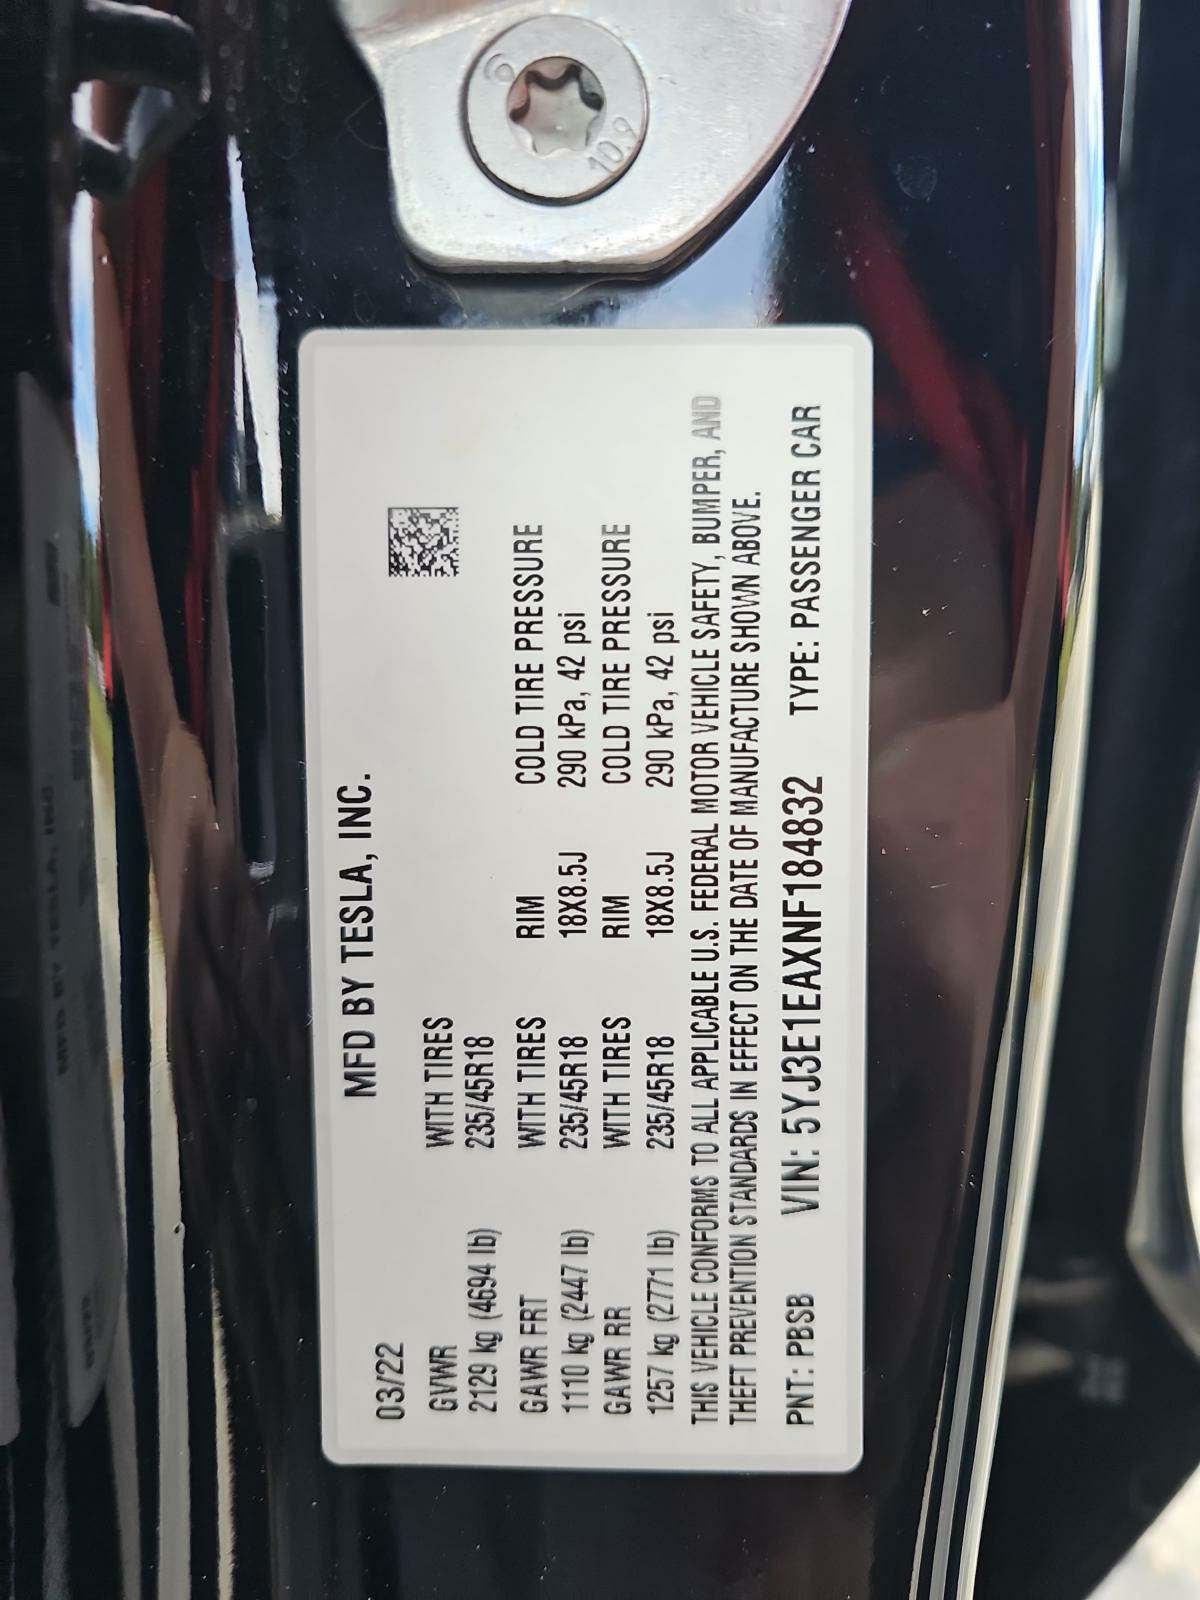 10.9
MFD BY TESLA, INC.
03/22
GVWR WITH TIRES
2129 kg (4694 lb) 235/45R18
GAWR FRT WITH TIRES RIM COLD TIRE PRESSURE
1110 kg (2447 lb) 235/45R18 18X8.5J 290 kPa, 42 psi
GAWR RR WITH TIRES RIM COLD TIRE PRESSURE
1257 kg (2771 lb) 235/45R18 18X8.5J 290 kPa, 42 psi
THIS VEHICLE CONFORMS TO ALL APPLICABLE U.S. FEDERAL MOTOR VEHICLE SAFETY, BUMPER, AND
THEFT PREVENTION STANDARDS IN EFFECT ON THE DATE OF MANUFACTURE SHOWN ABOVE.
PNT: PBSB VIN: 5YJ3E1EAXNF184832 TYPE: PASSENGER CAR